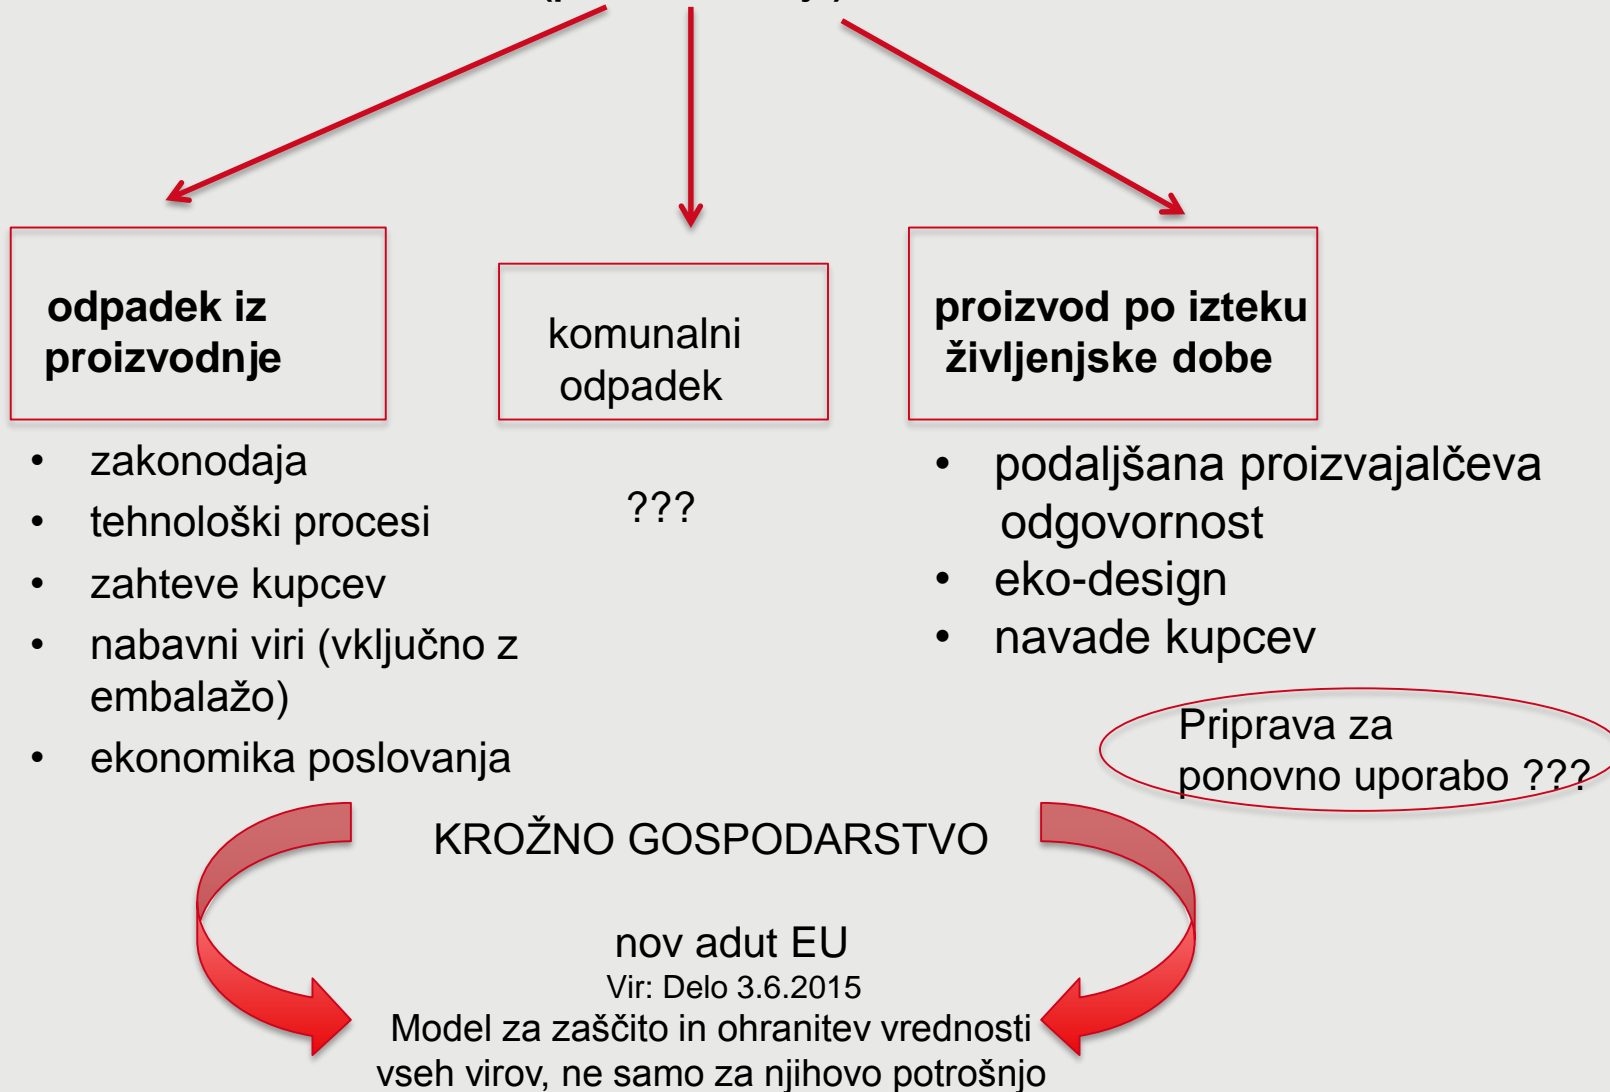 odpadek iz
proizvodnje
komunalni
odpadek
proizvod po izteku
življenjske dobe
• zakonodaja
• tehnološki procesi
• zahteve kupcev
• nabavni viri (vključno z
embalažo)
• ekonomika poslovanja
???
• podaljšana proizvajalčeva
odgovornost
• eko-design
• navade kupcev
Priprava za
ponovno uporabo ???
KROŽNO GOSPODARSTVO
nov adut EU
Vir: Delo 3.6.2015
Model za zaščito in ohranitev vrednosti
vseh virov, ne samo za njihovo potrošnjo